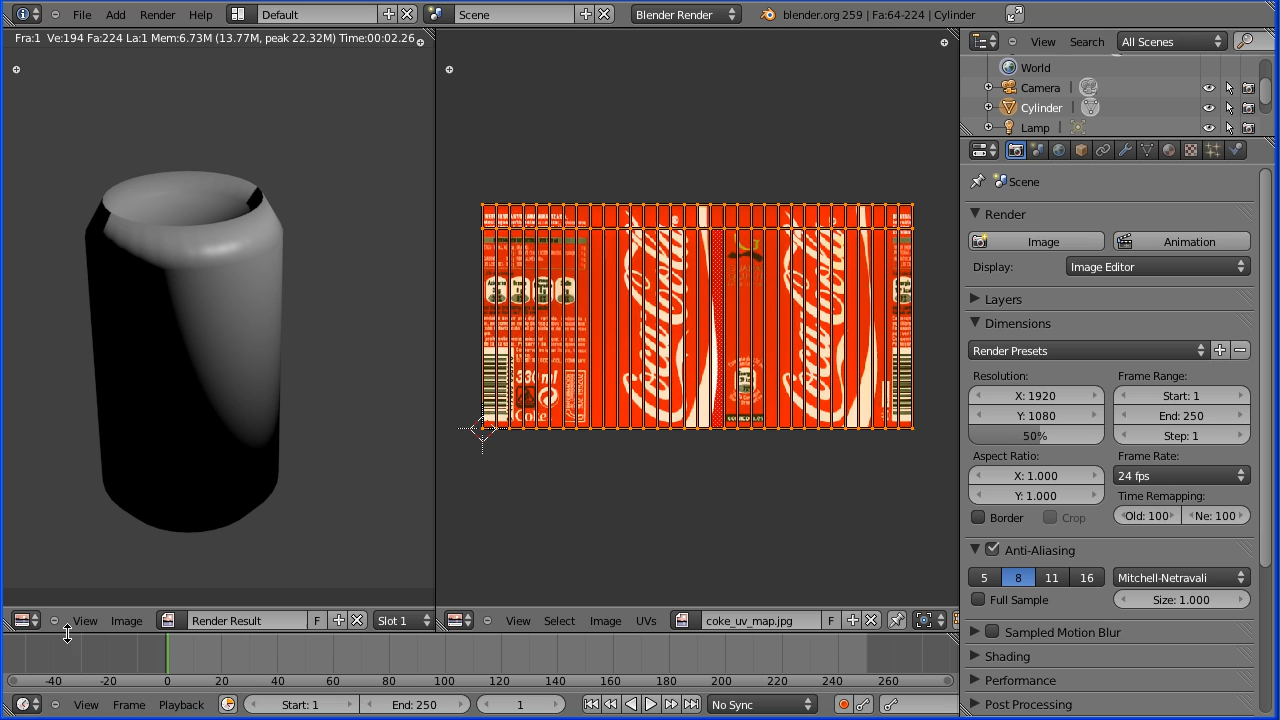 File Add Render Help Default Scene Blender Render blender.org 259 | Fa:64-224 | Cylinder
Fra:1 Ve:194 Fa:224 La:1 Mem:6.73M (13.77M, peak 22.32M) Time:00:02.26
View Search All Scenes
World
Camera
Cylinder
Lamp
Scene
Render
Image Animation
Display: Image Editor
Layers
Dimensions
Render Presets
Resolution: Frame Range:
X: 1920 Start: 1
Y: 1080 End: 250
50% Step: 1
Aspect Ratio: Frame Rate:
X: 1.000 24 fps
Y: 1.000 Time Remapping:
Border Crop Old: 100 Ne: 100
Anti-Aliasing
5 8 11 16 Mitchell-Netravali
Full Sample Size: 1.000
Sampled Motion Blur
Shading
Performance
Post Processing
Coca-Cola Coca-Cola
Coke
View Image Render Result F Slot 1
View Select Image UVs coke_uv_map.jpg F
-40 -20 0 20 40 60 80 100 120 140 160 180 200 220 240 260
View Frame Playback Start: 1 End: 250 1 No Sync